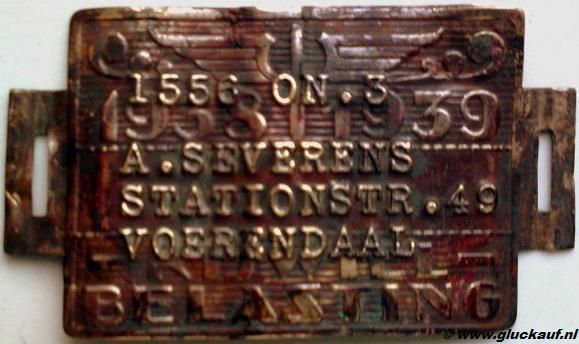 1556 ON.3
1938 1939
A.SEVERENS
STATIONSTR.49
VOERENDAAL
BELASTING
© www.gluckauf.nl